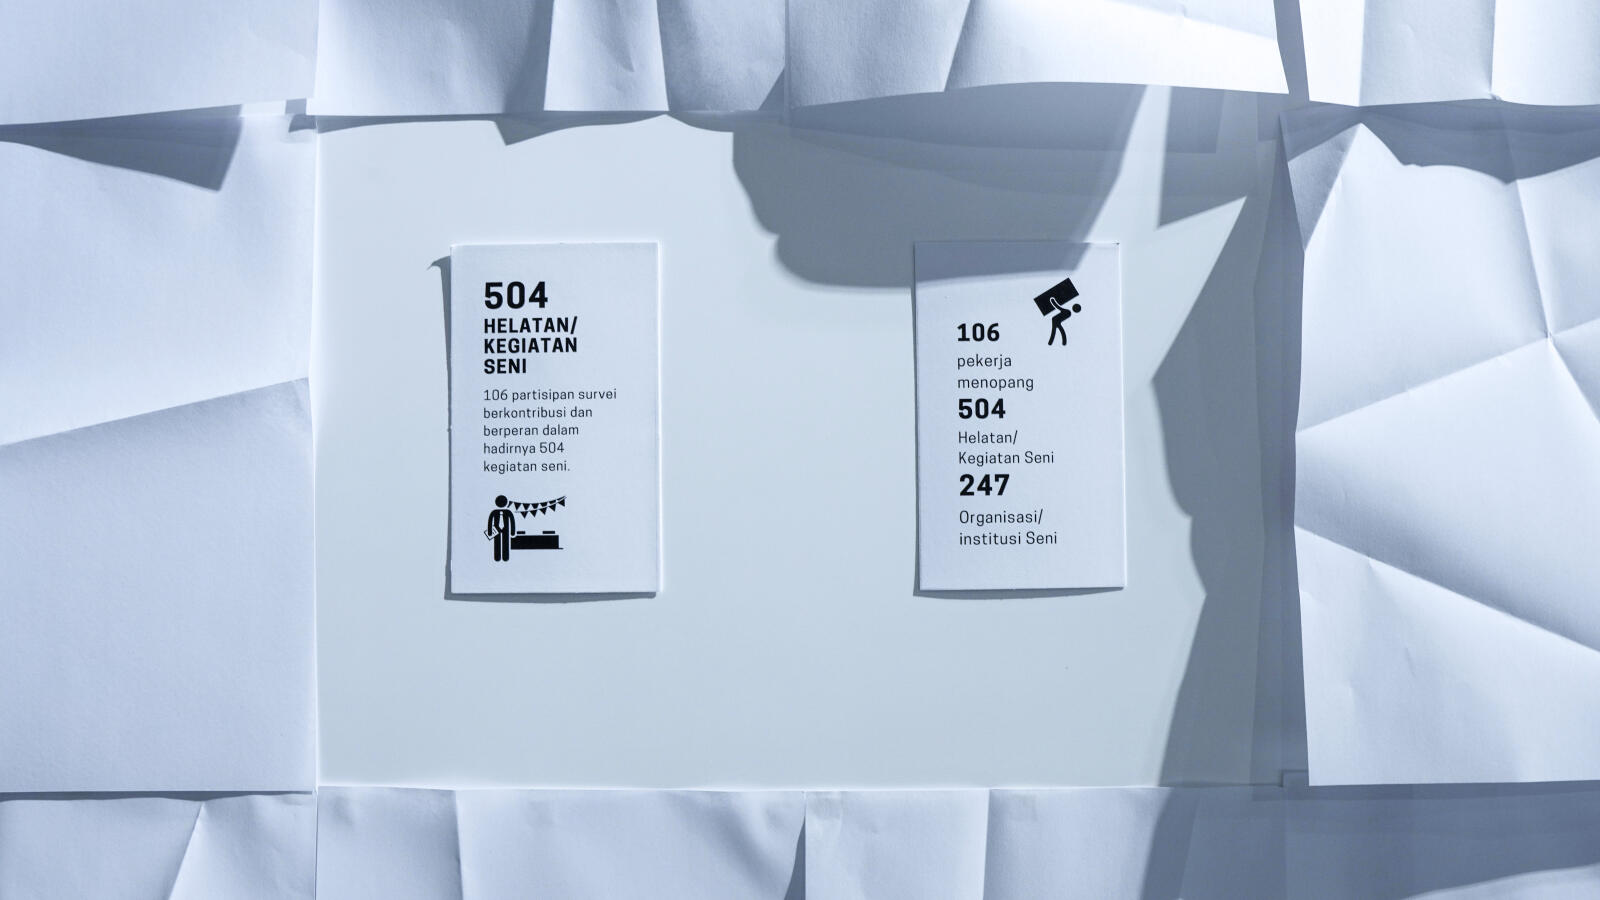 504
HELATAN/
KEGIATAN
SENI
106 partisipan survei
berkontribusi dan
berperan dalam
hadirnya 504
kegiatan seni.
106
pekerja
menopang
504
Helatan/
Kegiatan Seni
247
Organisasi/
institusi Seni